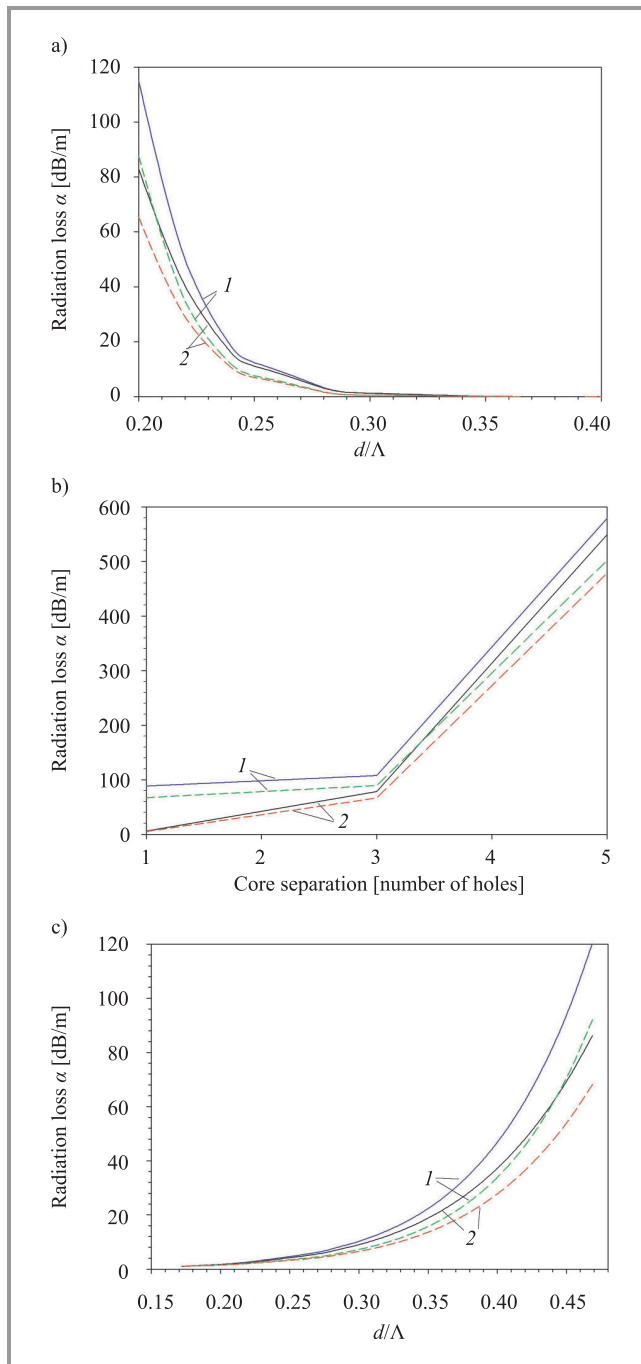 a)
120
100
80
60
40
20
0
Radiation loss α [dB/m]
1
2
0.20 0.25 0.30 0.35 0.40
d/Λ
b)
600
500
400
300
200
100
0
Radiation loss α [dB/m]
1
2
1 2 3 4 5
Core separation [number of holes]
c)
120
100
80
60
40
20
0
Radiation loss α [dB/m]
1
2
0.15 0.20 0.25 0.30 0.35 0.40 0.45
d/Λ